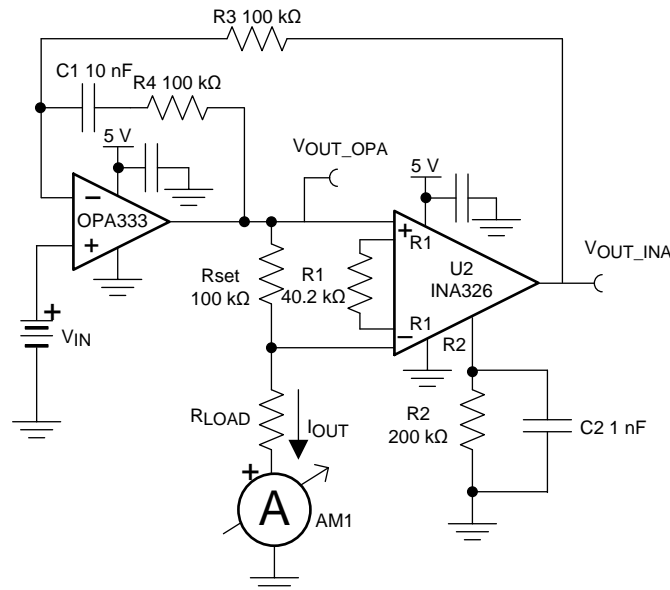 R3 100 kΩ
C1 10 nF
R4 100 kΩ
5 V
VOUT_OPA
5 V
−
OPA333
+
+
R1
U2
INA326
VOUT_INA
Rset
100 kΩ
R1
40.2 kΩ
R1
−
R2
+
VIN
RLOAD
IOUT
R2
200 kΩ
C2 1 nF
+
A
AM1